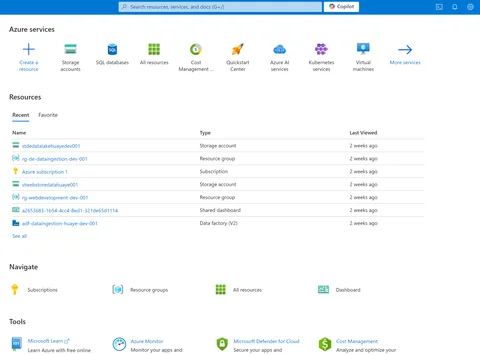 Search resources, services, and docs (G+/)
Copilot
Azure services
Create a resource
Storage accounts
SQL databases
All resources
Cost Management ...
Quickstart Center
Azure AI services
Kubernetes services
Virtual machines
More services
Resources
Recent Favorite
Name Type Last Viewed
stdedatalakehuayedev001 Storage account 2 weeks ago
rg-de-dataingestion-dev-001 Resource group 2 weeks ago
Azure subscription 1 Subscription 2 weeks ago
stwebstoredatahuaye001 Storage account 2 weeks ago
rg-webdevelopment-dev-001 Resource group 2 weeks ago
Shared dashboard 2 weeks ago
adf-dataingestion-huaye-dev-001 Data factory (V2) 2 weeks ago
See all
Navigate
Subscriptions Resource groups All resources Dashboard
Tools
Microsoft Learn
Learn Azure with free online
Azure Monitor
Monitor your apps and
Microsoft Defender for Cloud
Secure your apps and
Cost Management
Analyze and optimize your